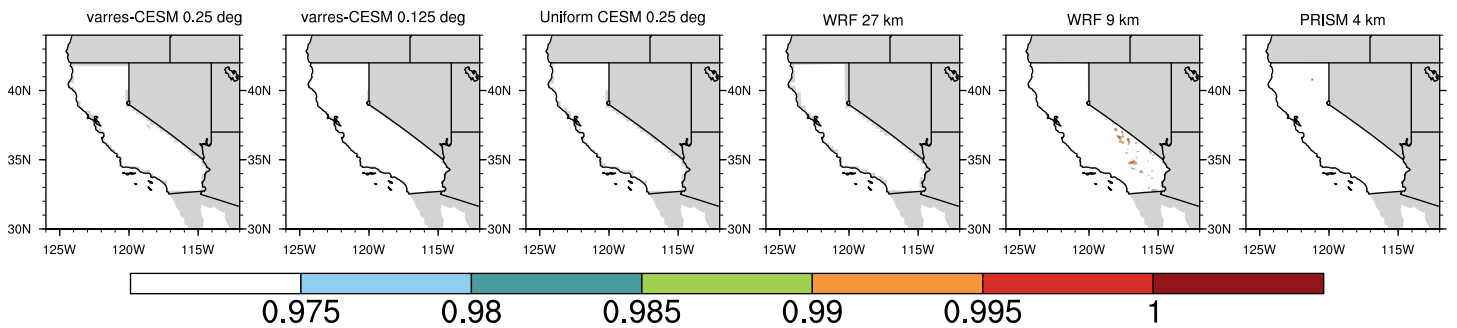 varres-CESM 0.25 deg varres-CESM 0.125 deg Uniform CESM 0.25 deg WRF 27 km WRF 9 km PRISM 4 km
40N 40N 40N 40N 40N 40N
35N 35N 35N 35N 35N 35N
30N 30N 30N 30N 30N 30N
125W 120W 115W 125W 120W 115W 125W 120W 115W 125W 120W 115W 125W 120W 115W 125W 120W 115W
0.975 0.98 0.985 0.99 0.995 1